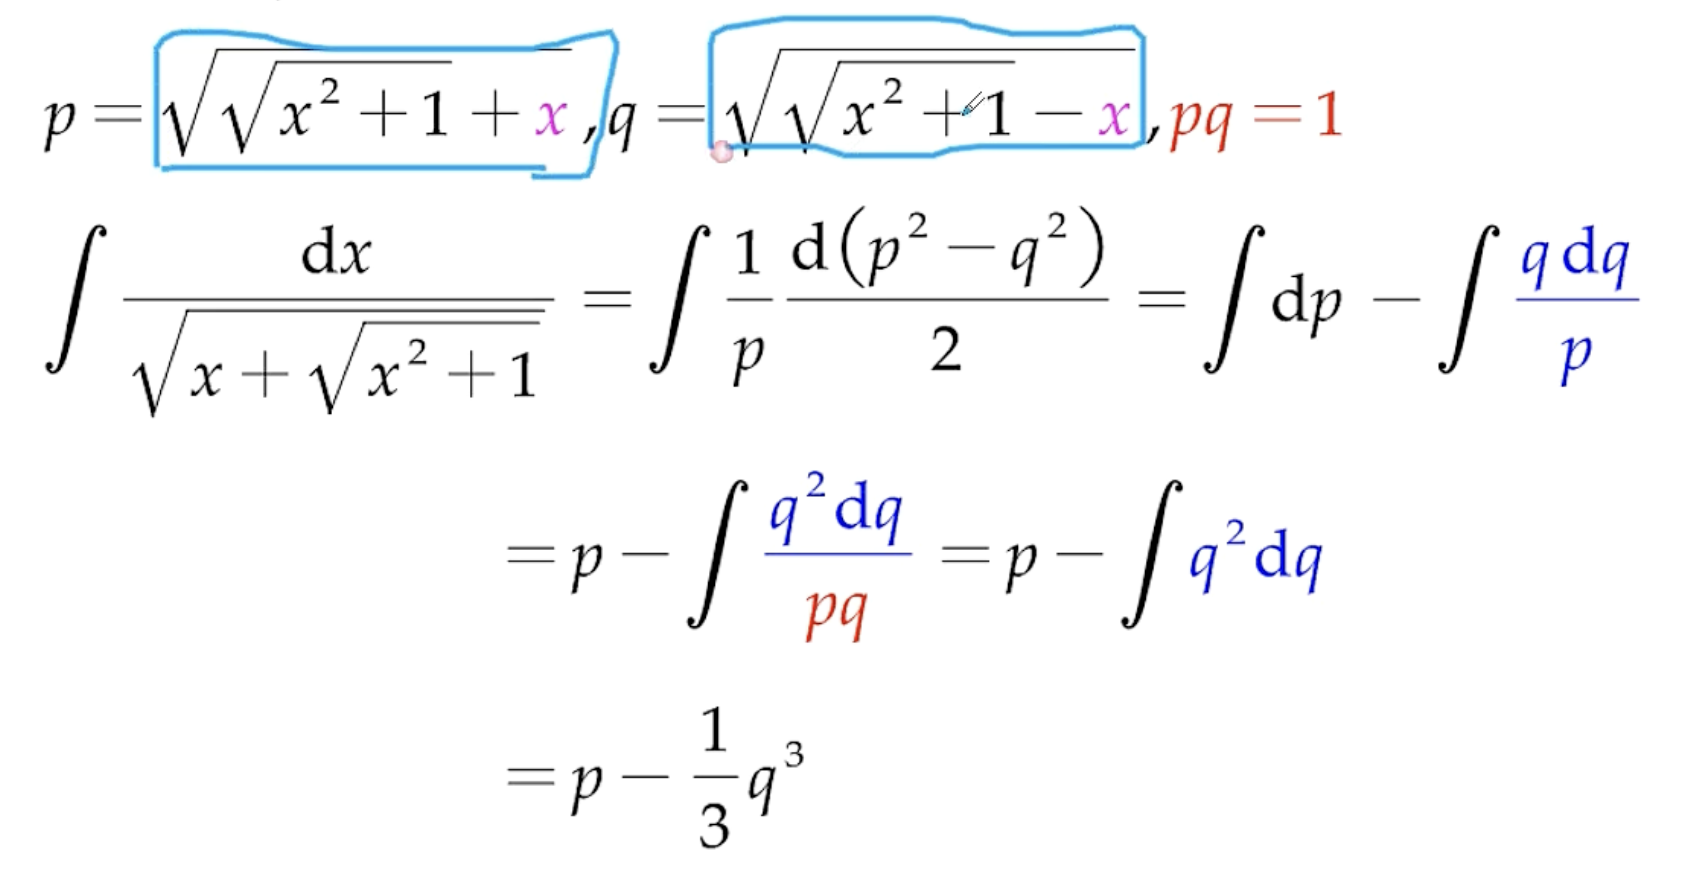 p = √(√(x² + 1) + x), q = √(√(x² + 1) − x), pq = 1
∫ dx / √(x + √(x² + 1)) = ∫ (1/p) (d(p² − q²)/2) = ∫ dp − ∫ (q dq)/p
= p − ∫ (q² dq)/(pq) = p − ∫ q² dq
= p − (1/3) q³